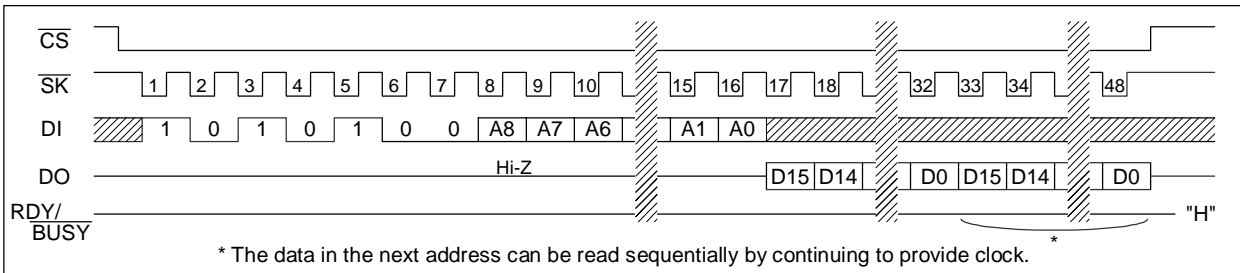 CS
SK 1 2 3 4 5 6 7 8 9 10 15 16 17 18 32 33 34 48
DI 1 0 1 0 1 0 0 A8 A7 A6 A1 A0
DO Hi-Z D15 D14 D0 D15 D14 D0
RDY/
BUSY "H"
*
* The data in the next address can be read sequentially by continuing to provide clock.